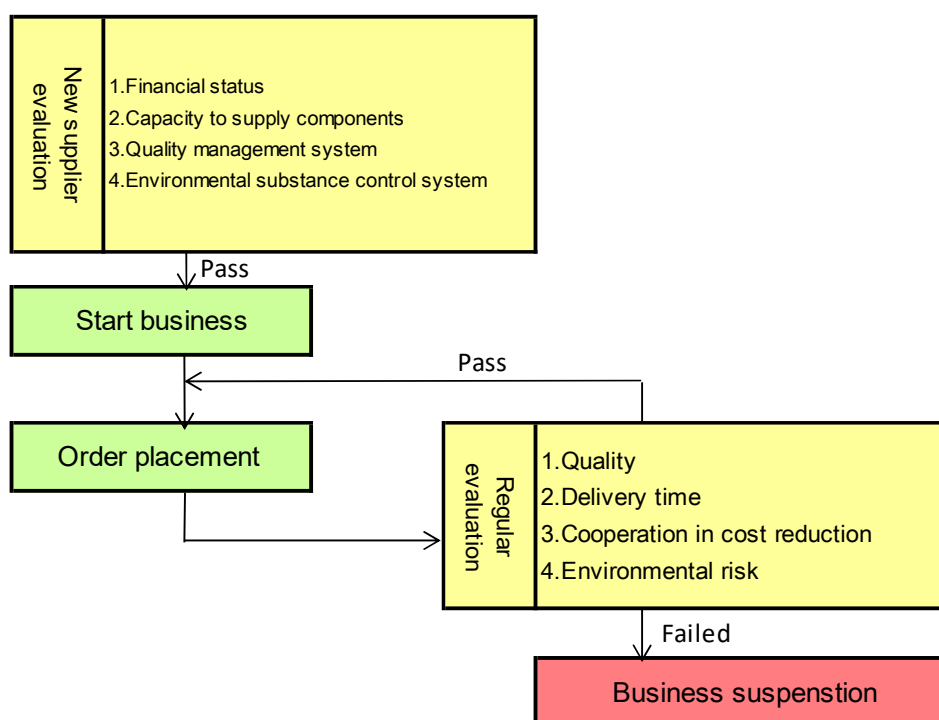 New supplier
evaluation
1.Financial status
2.Capacity to supply components
3.Quality management system
4.Environmental substance control system
Pass
Start business
Pass
Order placement
Regular
evaluation
1.Quality
2.Delivery time
3.Cooperation in cost reduction
4.Environmental risk
Failed
Business suspenstion